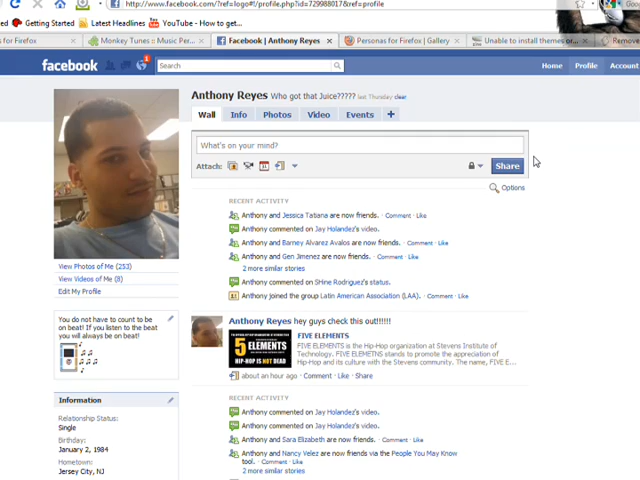 http://www.facebook.com/?ref=logo#!/profile.php?id=729988017&ref=profile
Getting Started Latest Headlines YouTube - How to get...
s for Firefox Monkey Tunes :: Music Per... Facebook | Anthony Reyes Personas for Firefox | Gallery Unable to install themes or... Remove
facebook 1 Search Home Profile Account
Anthony Reyes Who got that Juice????? last Thursday clear
Wall Info Photos Video Events +
What's on your mind?
Attach: Share
Options
RECENT ACTIVITY
Anthony and Jessica Tatiana are now friends. · Comment · Like
Anthony commented on Jay Holandez's video.
Anthony and Barney Alvarez Avalos are now friends. · Comment · Like
Anthony and Gen Jimenez are now friends. · Comment · Like
2 more similar stories
Anthony commented on SHine Rodriguez's status.
Anthony joined the group Latin American Association (LAA). · Comment · Like
View Photos of Me (253)
View Videos of Me (8)
Edit My Profile
You do not have to count to be
on beat! If you listen to the beat
you will always be on beat!
Anthony Reyes hey guys check this out!!!!!!
5 ELEMENTS
HIP-HOP IS NOT DEAD
FIVE ELEMENTS
FIVE ELEMENTS is the Hip-Hop organization at Stevens Institute of
Technology. FIVE ELEMETNS stands to promote the appreciation of
Hip-Hop and its culture with the Stevens community. The name, FIVE E...
about an hour ago · Comment · Like · Share
Information
Relationship Status:
Single
Birthday:
January 2, 1984
Hometown:
Jersey City, NJ
RECENT ACTIVITY
Anthony commented on Jay Holandez's video.
Anthony and Sara Elizabeth are now friends. · Comment · Like
Anthony and Nancy Velez are now friends via the People You May Know
tool. · Comment · Like
2 more similar stories